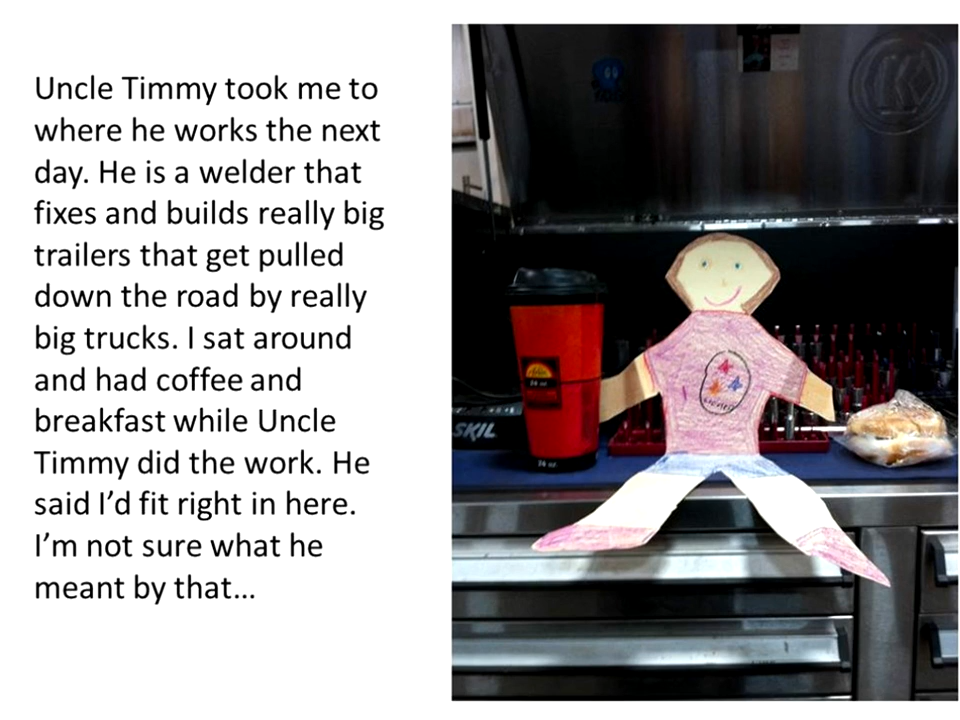 Uncle Timmy took me to
where he works the next
day. He is a welder that
fixes and builds really big
trailers that get pulled
down the road by really
big trucks. I sat around
and had coffee and
breakfast while Uncle
Timmy did the work. He
said I’d fit right in here.
I’m not sure what he
meant by that…
SKIL
24 oz